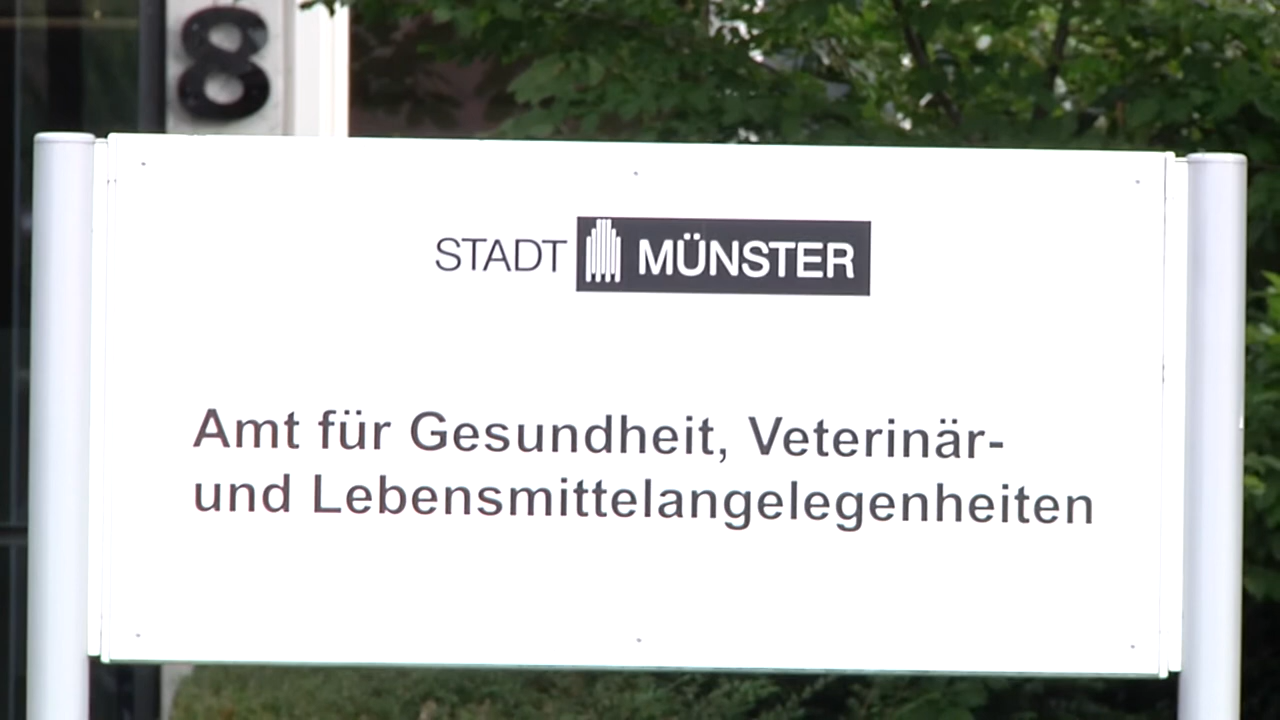 8
STADT MÜNSTER
Amt für Gesundheit, Veterinär-
und Lebensmittelangelegenheiten